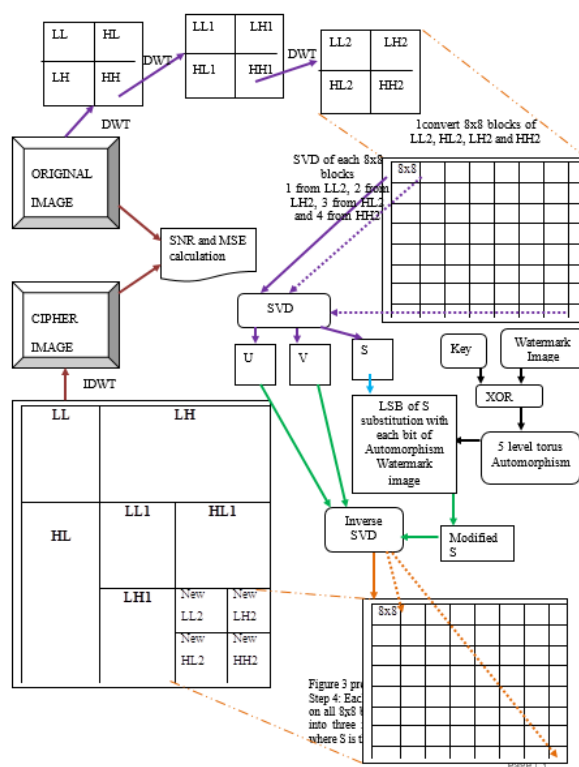 LL HL
LH HH
DWT
LL1 LH1
HL1 HH1
DWT
LL2 LH2
HL2 HH2
DWT
1convert 8x8 blocks of
LL2, HL2, LH2 and HH2
ORIGINAL
IMAGE
SVD of each 8x8
blocks
1 from LL2, 2 from
LH2, 3 from HL2
and 4 from HH2
8x8
SNR and MSE
calculation
CIPHER
IMAGE
SVD
U
V
S
Key
Watermark
Image
XOR
IDWT
LSB of S
substitution with
each bit of
Automorphism
Watermark
image
5 level torus
Automorphism
LL LH
HL
LL1 HL1
LH1
New
LL2
New
LH2
New
HL2
New
HH2
Inverse
SVD
Modified
S
8x8
Figure 3
Step 4:
on all 8x8
into three
where S is